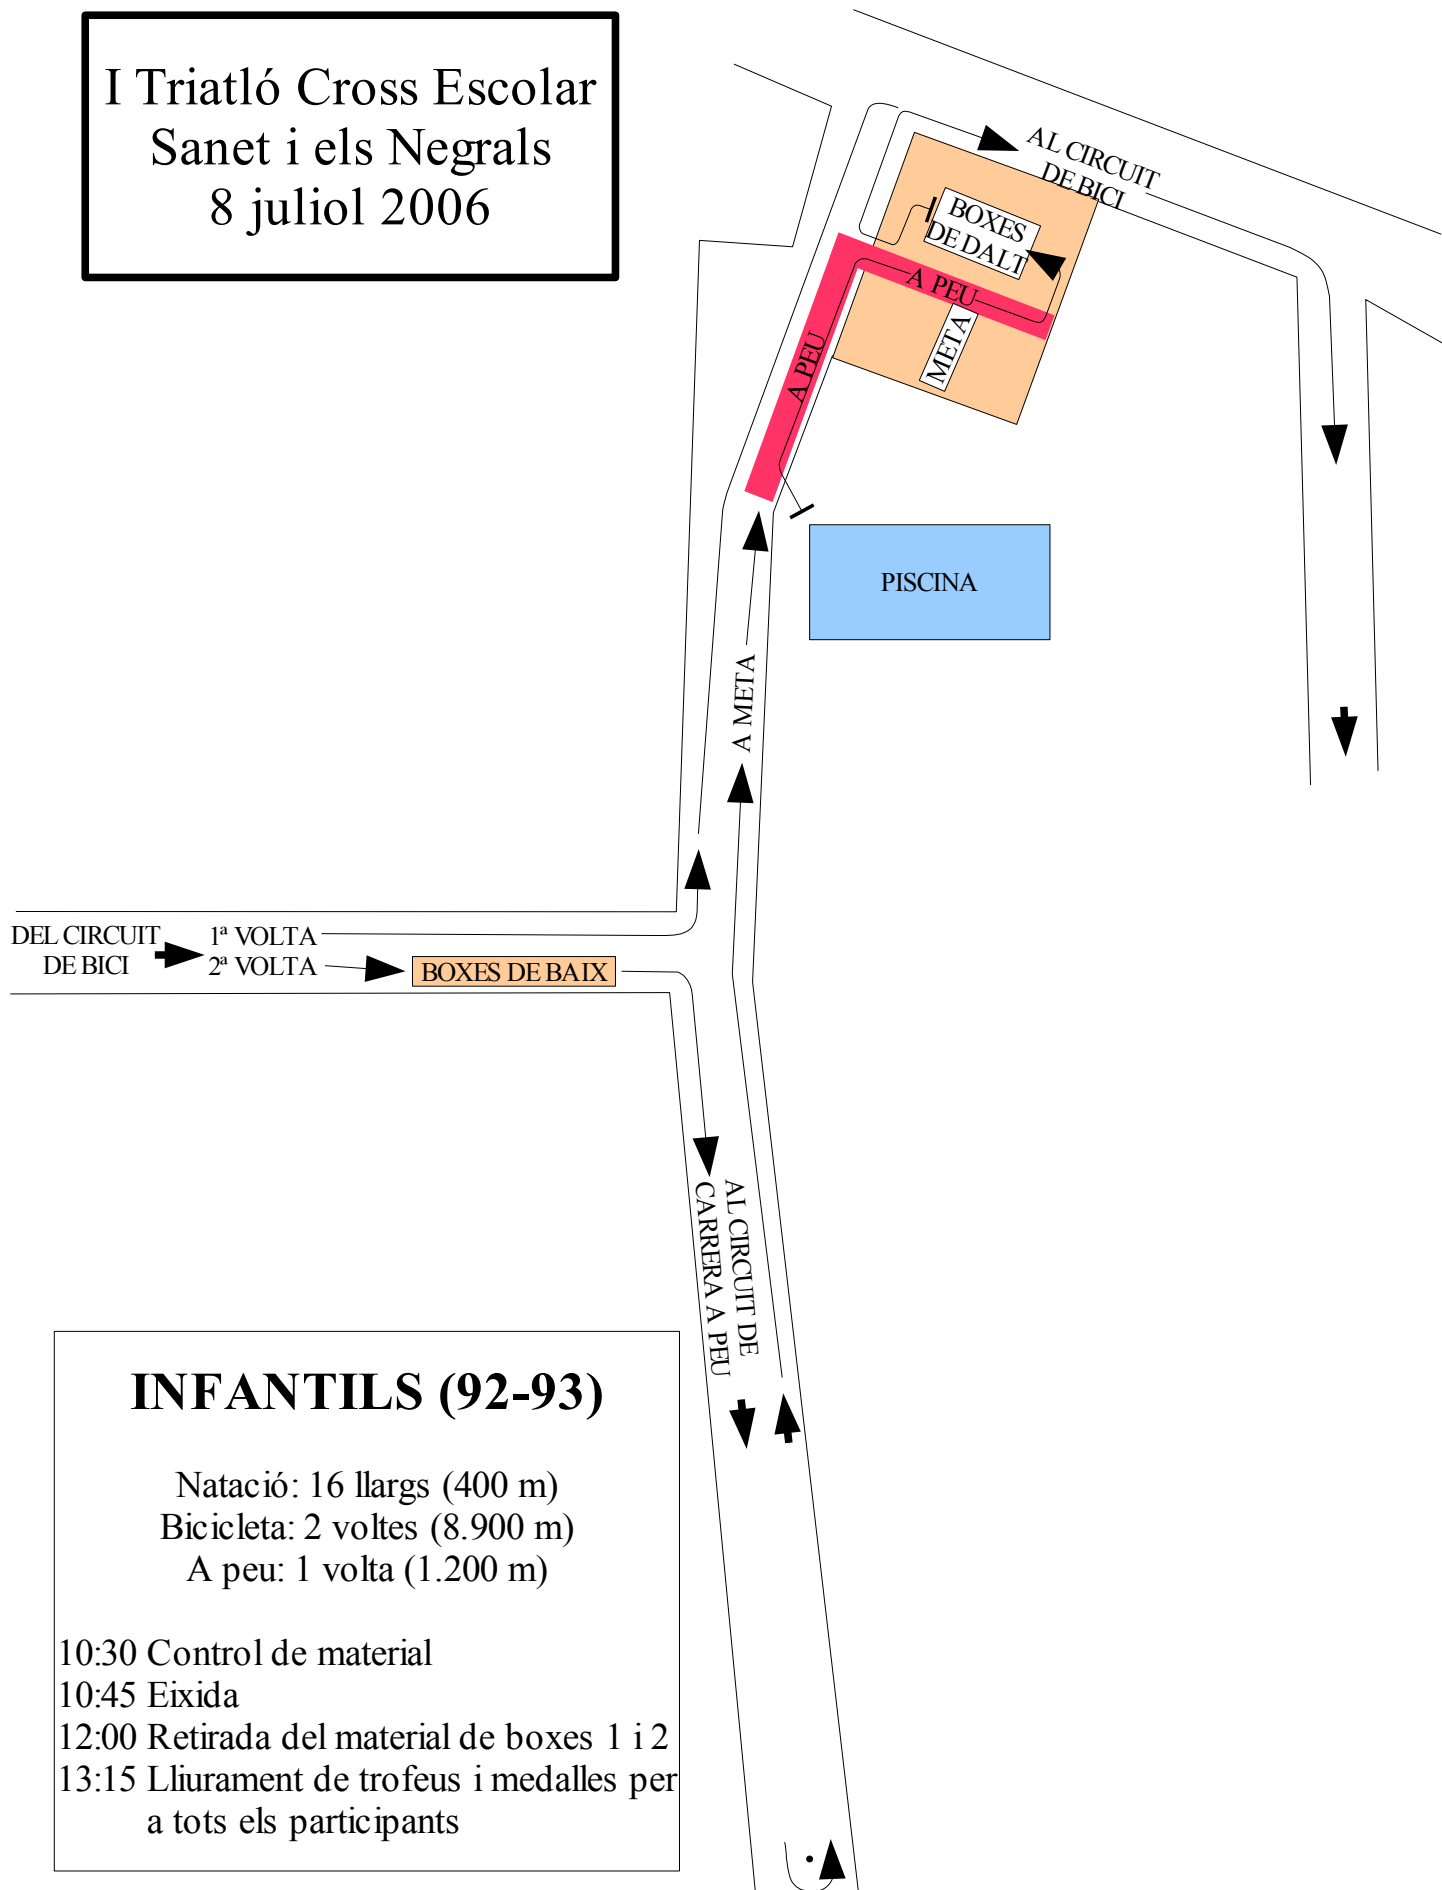 I Triatló Cross Escolar
Sanet i els Negrals
8 juliol 2006
AL CIRCUIT
DE BICI
BOXES
DE DALT
A PEU
META
A PEU
PISCINA
A META
DEL CIRCUIT
DE BICI
1ª VOLTA
2ª VOLTA
BOXES DE BAIX
AL CIRCUIT DE
CARRERA A PEU
INFANTILS (92-93)
Natació: 16 llargs (400 m)
Bicicleta: 2 voltes (8.900 m)
A peu: 1 volta (1.200 m)
10:30 Control de material
10:45 Eixida
12:00 Retirada del material de boxes 1 i 2
13:15 Lliurament de trofeus i medalles per
a tots els participants